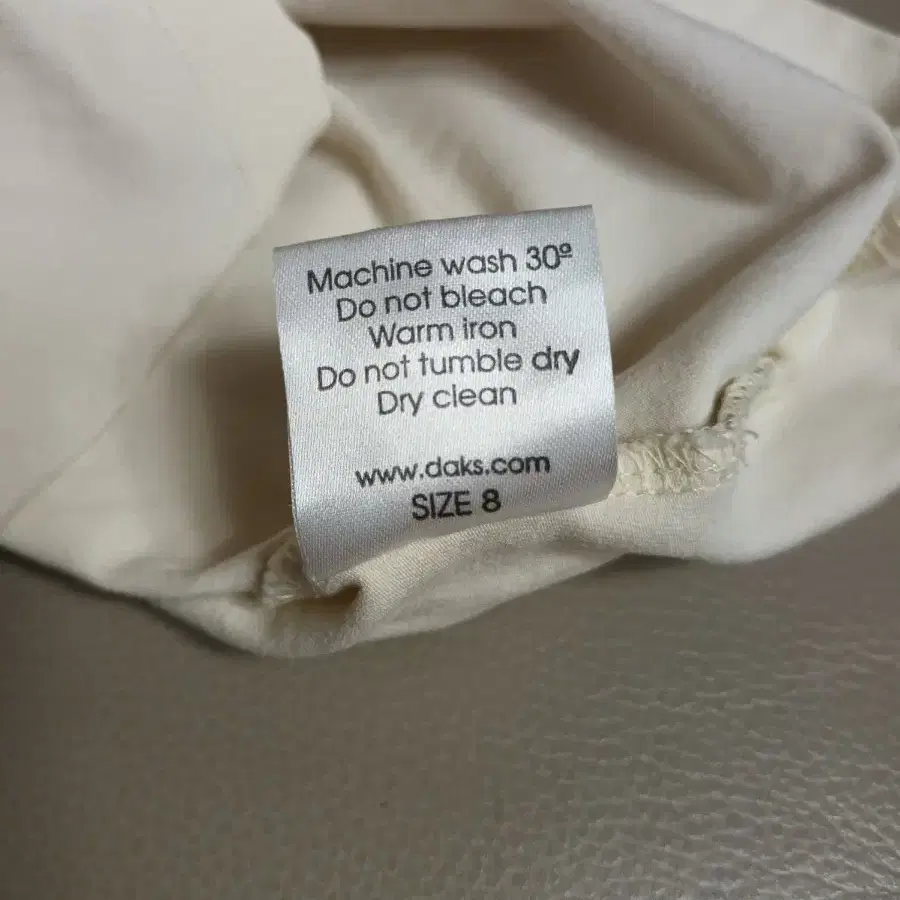 Machine wash 30º
Do not bleach
Warm iron
Do not tumble dry
Dry clean
www.daks.com
SIZE 8